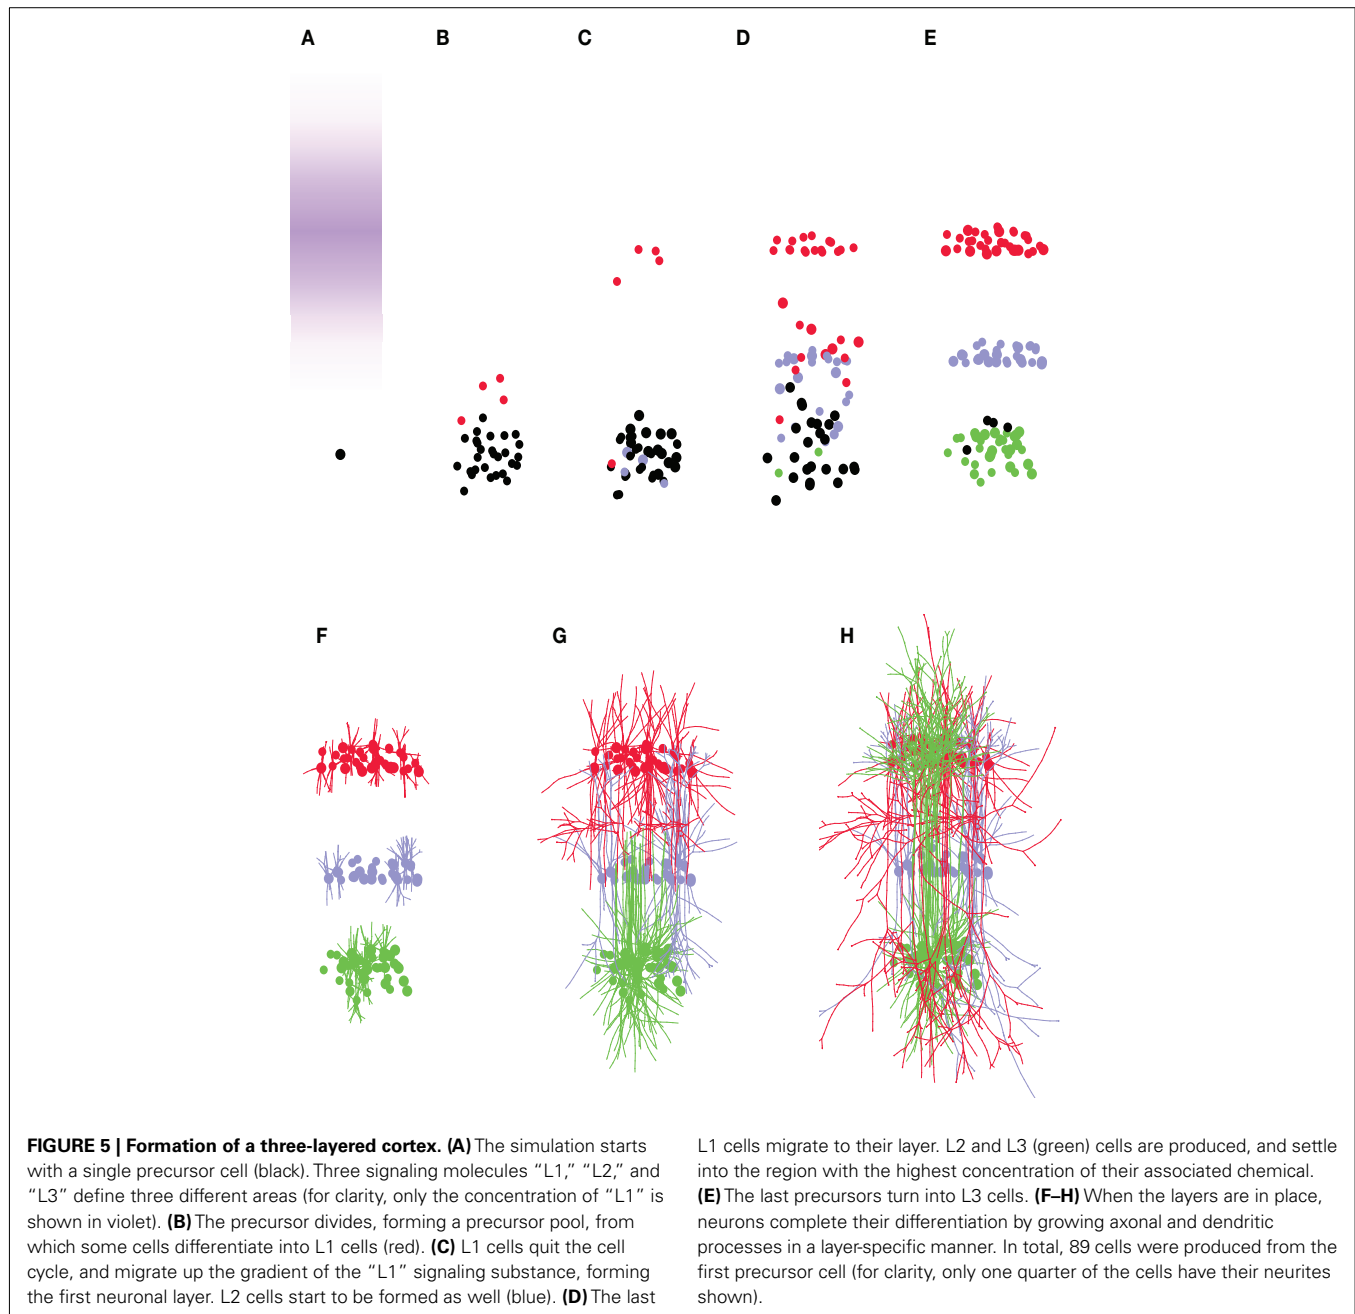 A
B
C
D
E
F
G
H
FIGURE 5 | Formation of a three-layered cortex. (A) The simulation starts
with a single precursor cell (black). Three signaling molecules “L1,” “L2,” and
“L3” define three different areas (for clarity, only the concentration of “L1” is
shown in violet). (B) The precursor divides, forming a precursor pool, from
which some cells differentiate into L1 cells (red). (C) L1 cells quit the cell
cycle, and migrate up the gradient of the “L1” signaling substance, forming
the first neuronal layer. L2 cells start to be formed as well (blue). (D) The last
L1 cells migrate to their layer. L2 and L3 (green) cells are produced, and settle
into the region with the highest concentration of their associated chemical.
(E) The last precursors turn into L3 cells. (F–H) When the layers are in place,
neurons complete their differentiation by growing axonal and dendritic
processes in a layer-specific manner. In total, 89 cells were produced from the
first precursor cell (for clarity, only one quarter of the cells have their neurites
shown).